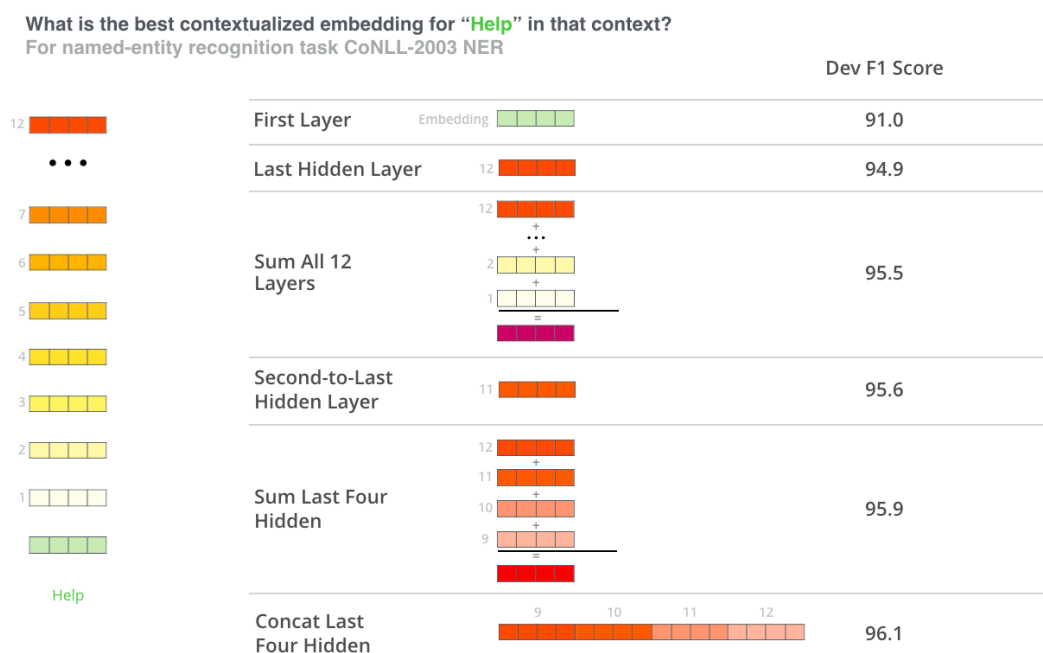 What is the best contextualized embedding for “Help” in that context?
For named-entity recognition task CoNLL-2003 NER
Dev F1 Score
12
7
6
5
4
3
2
1
Help
First Layer Embedding 91.0
Last Hidden Layer 12 94.9
12
+
...
+
Sum All 12
Layers
2
+
1
=
95.5
Second-to-Last
Hidden Layer
11
95.6
12
+
11
+
Sum Last Four
Hidden
10
+
9
=
95.9
9 10 11 12
Concat Last
Four Hidden
96.1